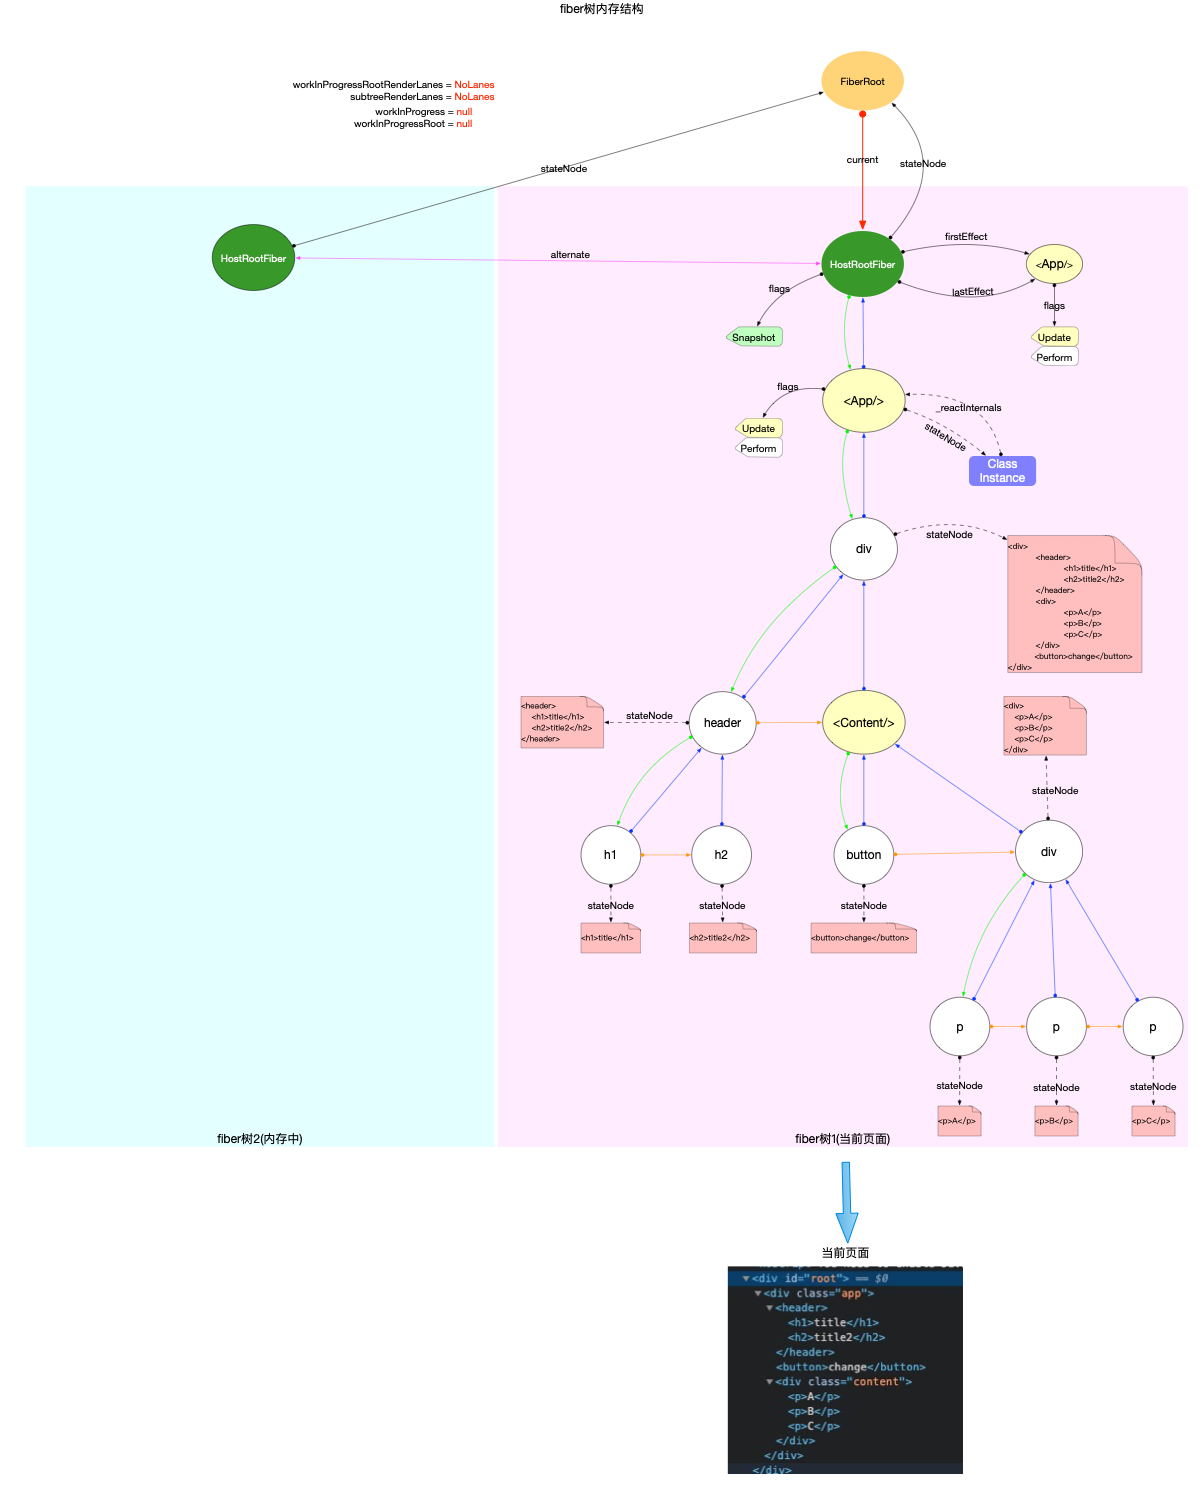 fiber树内存结构
FiberRoot
workInProgressRootRenderLanes = NoLanes
subtreeRenderLanes = NoLanes
workInProgress = null
workInProgressRoot = null
stateNode
current
stateNode
HostRootFiber
alternate
HostRootFiber
firstEffect
lastEffect
<App/>
flags
Snapshot
flags
Update
Perform
<App/>
flags
Update
Perform
_reactInternals
stateNode
Class
Instance
div
stateNode
<div>
<header>
<h1>title</h1>
<h2>title2</h2>
</header>
<div>
<p>A</p>
<p>B</p>
<p>C</p>
</div>
<button>change</button>
</div>
<header>
<h1>title</h1>
<h2>title2</h2>
</header>
stateNode
header
<Content/>
<div>
<p>A</p>
<p>B</p>
<p>C</p>
</div>
stateNode
h1
h2
button
div
stateNode
stateNode
stateNode
<h1>title</h1>
<h2>title2</h2>
<button>change</button>
p
p
p
stateNode
stateNode
stateNode
<p>A</p>
<p>B</p>
<p>C</p>
fiber树2(内存中)
fiber树1(当前页面)
当前页面
<div id="root"> == $0
<div class="app">
<header>
<h1>title</h1>
<h2>title2</h2>
</header>
<button>change</button>
<div class="content">
<p>A</p>
<p>B</p>
<p>C</p>
</div>
</div>
</div>